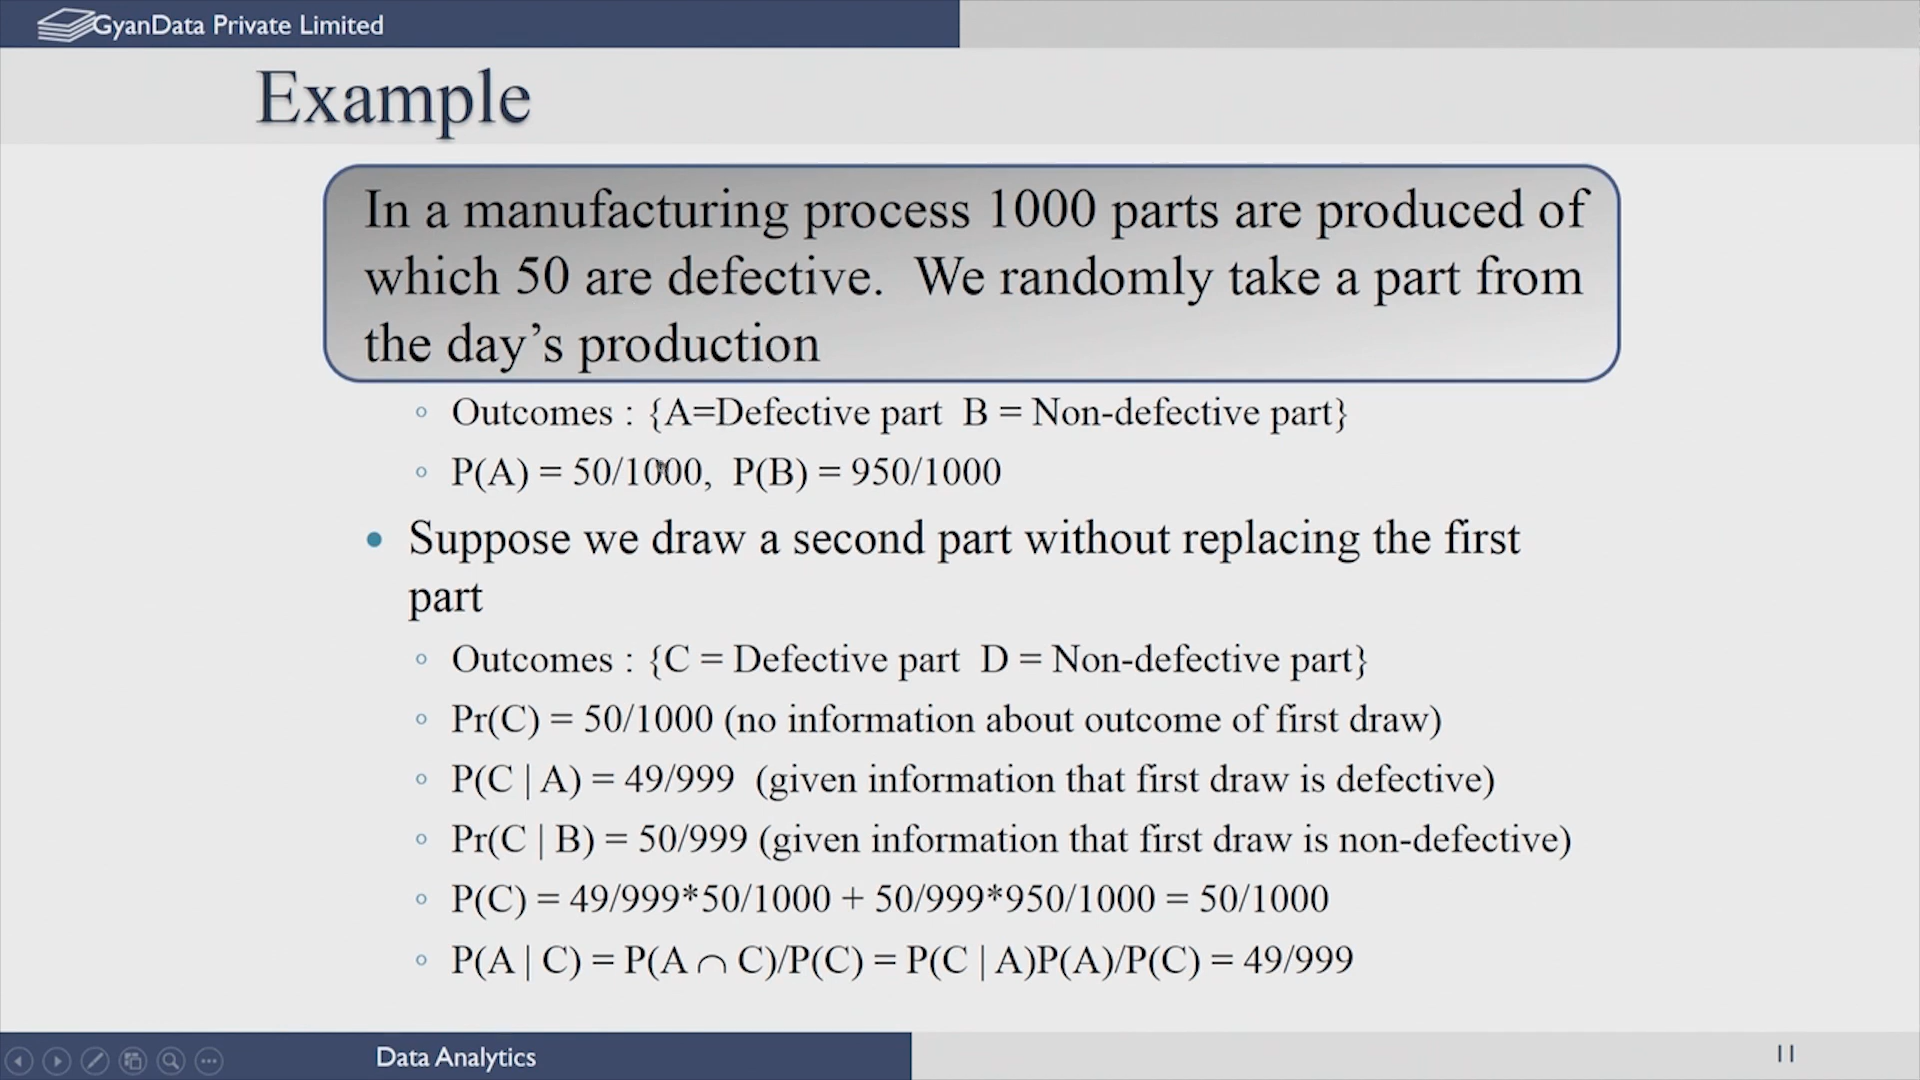 GyanData Private Limited
Example
In a manufacturing process 1000 parts are produced of
which 50 are defective. We randomly take a part from
the day’s production
◦ Outcomes : {A=Defective part B = Non-defective part}
◦ P(A) = 50/1000, P(B) = 950/1000
• Suppose we draw a second part without replacing the first
part
◦ Outcomes : {C = Defective part D = Non-defective part}
◦ Pr(C) = 50/1000 (no information about outcome of first draw)
◦ P(C | A) = 49/999 (given information that first draw is defective)
◦ Pr(C | B) = 50/999 (given information that first draw is non-defective)
◦ P(C) = 49/999*50/1000 + 50/999*950/1000 = 50/1000
◦ P(A | C) = P(A ∩ C)/P(C) = P(C | A)P(A)/P(C) = 49/999
Data Analytics
11